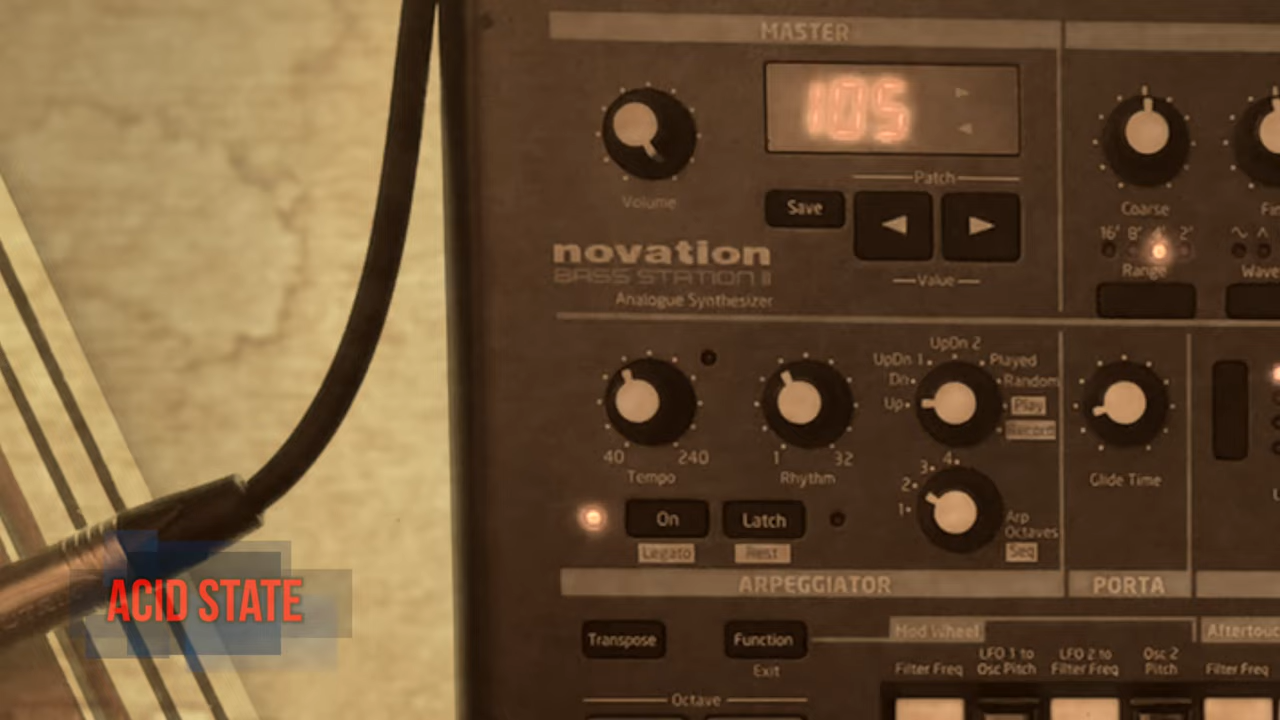 MASTER
105
Volume
Patch
Save
Coarse
16' 8' 4' 2'
Range
Wave
novation
BASS STATION II
Analogue Synthesizer
Value
UpDn 2
UpDn 1
Played
Dn
Random
Up
Play
Record
40 240
Tempo
1 32
Rhythm
Glide Time
4
3
2
1
Arp
Octaves
Seq
On
Latch
Legato
Rest
ARPEGGIATOR
PORTA
ACID STATE
Transpose
Function
Exit
Mod Wheel
Filter Freq
LFO 1 to
Osc Pitch
LFO 2 to
Filter Freq
Osc 2
Pitch
Filter Freq
Octave